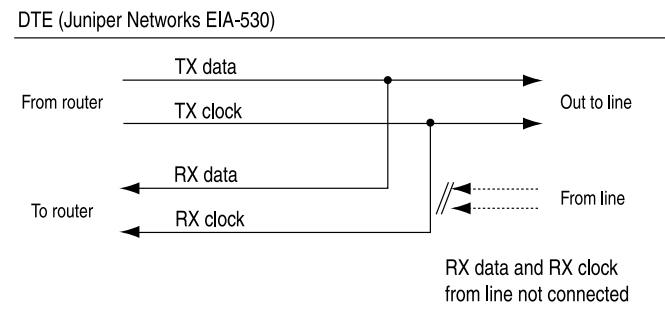 DTE (Juniper Networks EIA-530)
TX data
From router
Out to line
TX clock
RX data
To router
From line
RX clock
RX data and RX clock
from line not connected